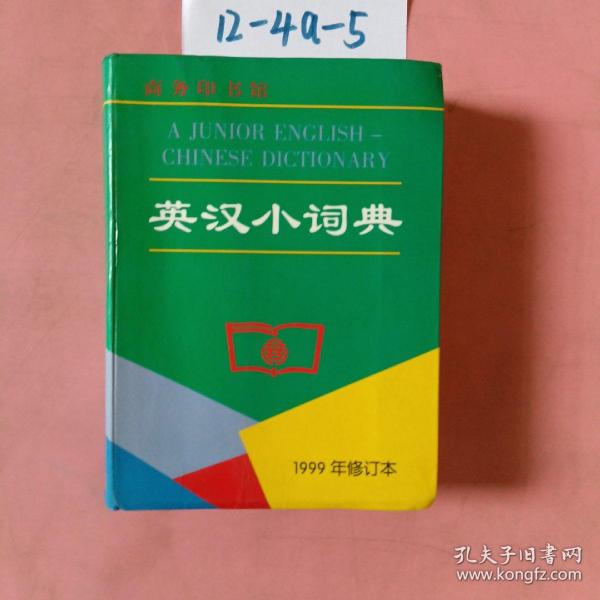 12-4a-5
商务印书馆
A JUNIOR ENGLISH –
CHINESE DICTIONARY
英汉小词典
1999年修订本
孔夫子旧书网
www.kongfz.com